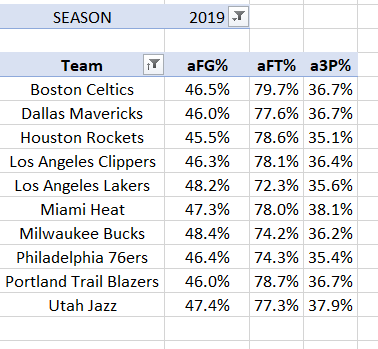 SEASON 2019
Team aFG% aFT% a3P%
Boston Celtics 46.5% 79.7% 36.7%
Dallas Mavericks 46.0% 77.6% 36.7%
Houston Rockets 45.5% 78.6% 35.1%
Los Angeles Clippers 46.3% 78.1% 36.4%
Los Angeles Lakers 48.2% 72.3% 35.6%
Miami Heat 47.3% 78.0% 38.1%
Milwaukee Bucks 48.4% 74.2% 36.2%
Philadelphia 76ers 46.4% 74.3% 35.4%
Portland Trail Blazers 46.0% 78.7% 36.7%
Utah Jazz 47.4% 77.3% 37.9%